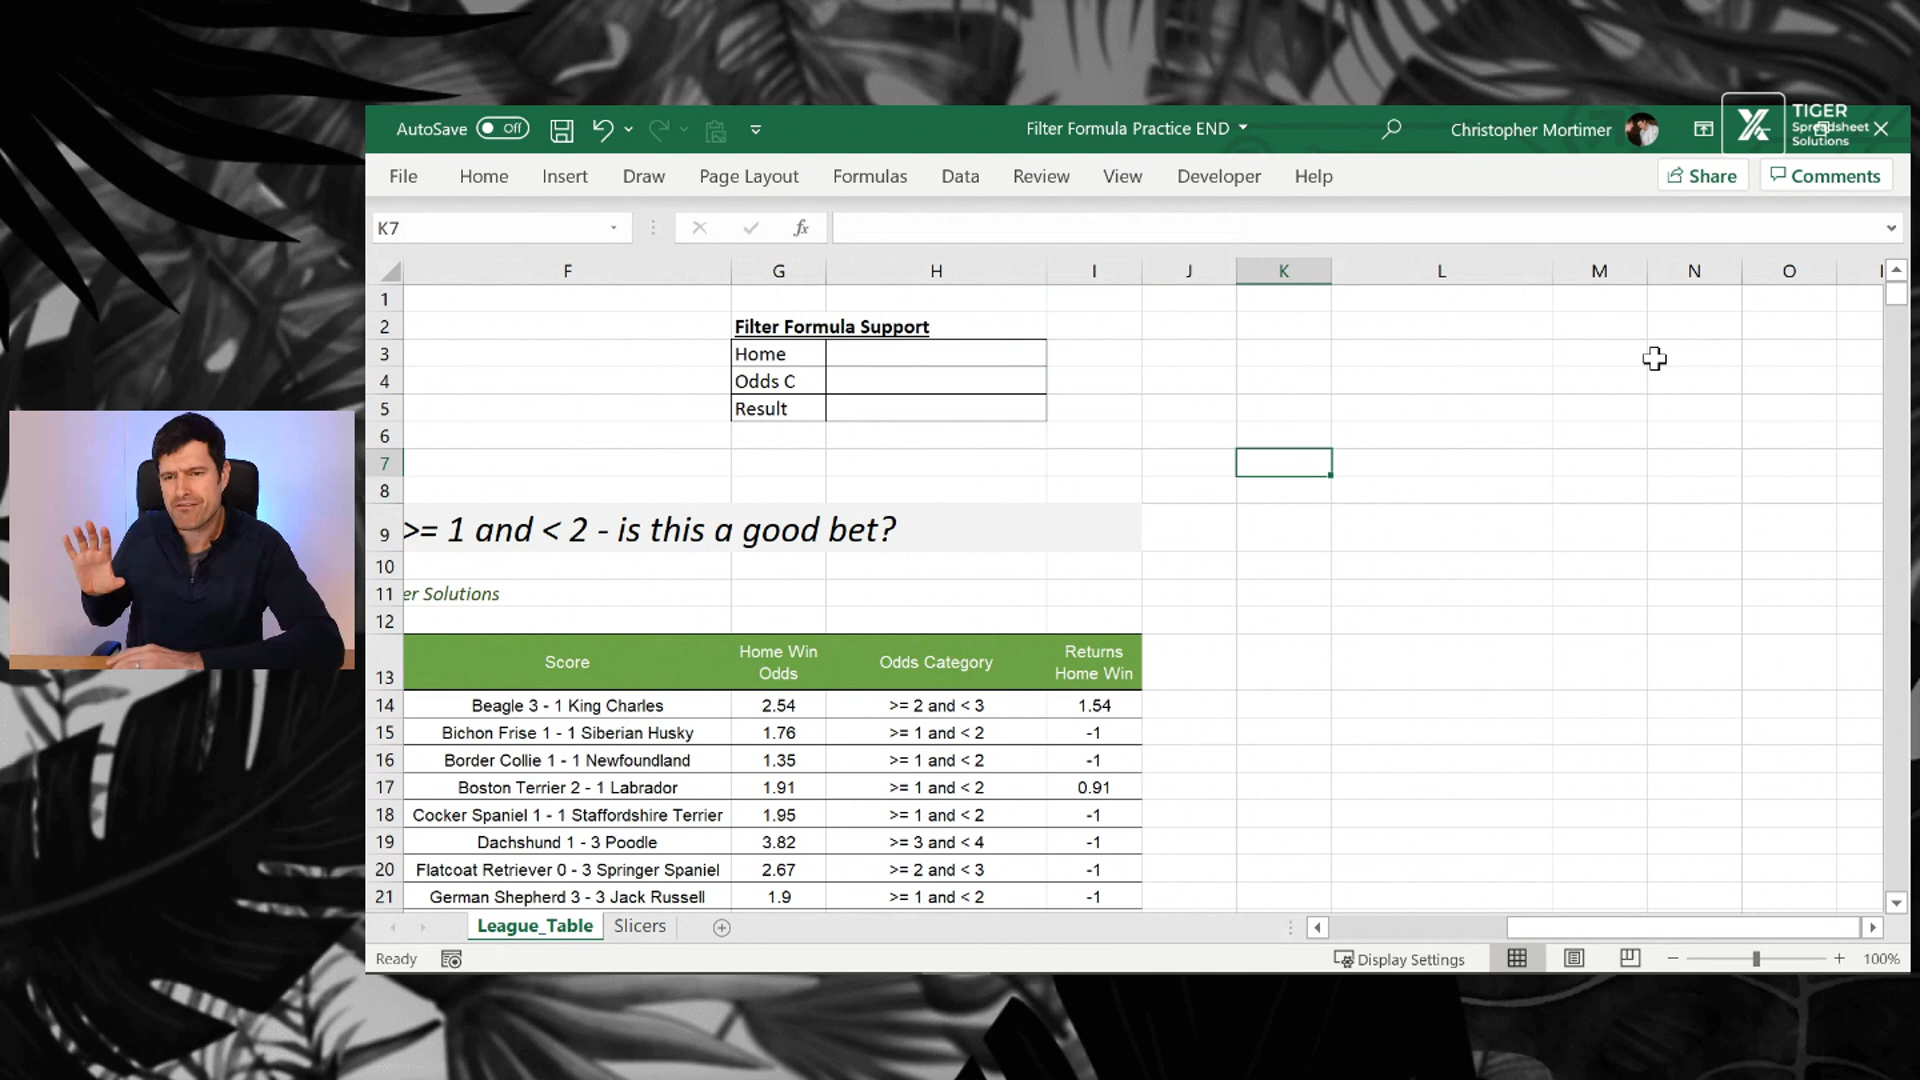 AutoSave Off Filter Formula Practice END Christopher Mortimer
TIGER
Spreadsheet
Solutions
File Home Insert Draw Page Layout Formulas Data Review View Developer Help Share Comments
K7 fx
F G H I J K L M N O
1
2 Filter Formula Support
3 Home
4 Odds C
5 Result
6
7
8
9 >= 1 and < 2 - is this a good bet?
10
11 er Solutions
12
13 Score Home Win Odds Odds Category Returns Home Win
14 Beagle 3 - 1 King Charles 2.54 >= 2 and < 3 1.54
15 Bichon Frise 1 - 1 Siberian Husky 1.76 >= 1 and < 2 -1
16 Border Collie 1 - 1 Newfoundland 1.35 >= 1 and < 2 -1
17 Boston Terrier 2 - 1 Labrador 1.91 >= 1 and < 2 0.91
18 Cocker Spaniel 1 - 1 Staffordshire Terrier 1.95 >= 1 and < 2 -1
19 Dachshund 1 - 3 Poodle 3.82 >= 3 and < 4 -1
20 Flatcoat Retriever 0 - 3 Springer Spaniel 2.67 >= 2 and < 3 -1
21 German Shepherd 3 - 3 Jack Russell 1.9 >= 1 and < 2 -1
League_Table Slicers
Ready Display Settings 100%